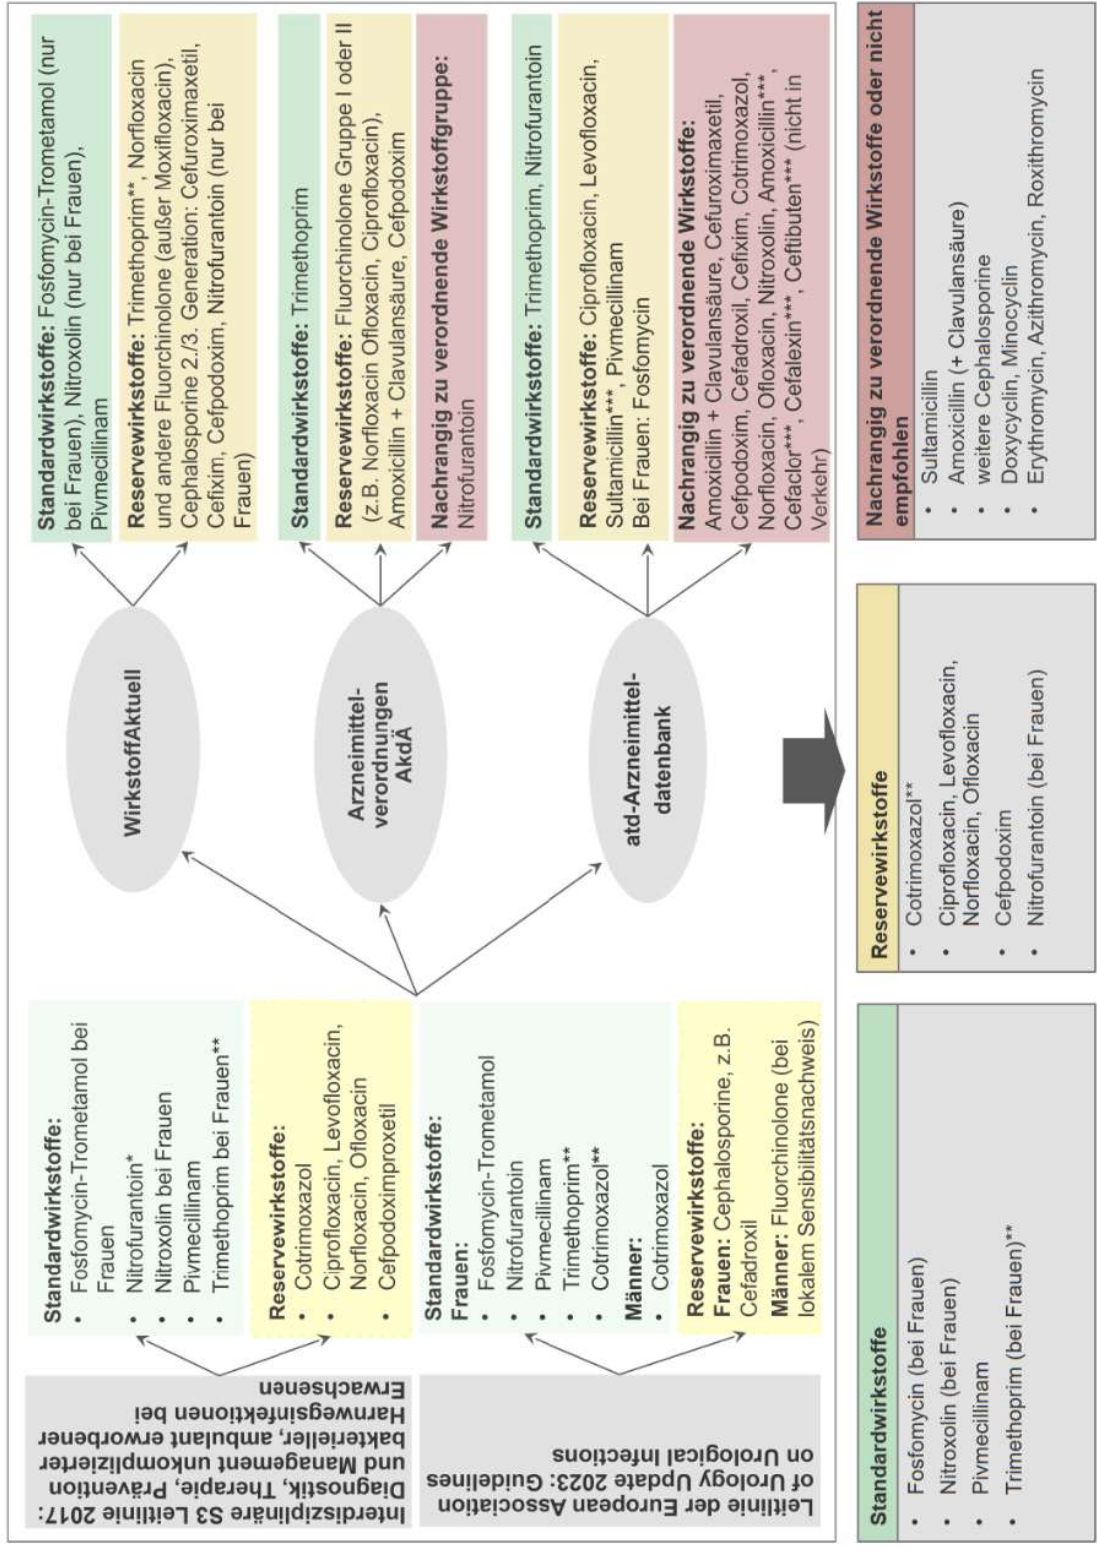 Interdisziplinäre S3 Leitlinie 2017:
Diagnostik, Therapie, Prävention
und Management unkomplizierter
bakterieller, ambulant erworbener
Harnwegsinfektionen bei
Erwachsenen
Leitlinie der European Association
of Urology Update 2023: Guidelines
on Urological Infections
Standardwirkstoffe:
• Fosfomycin-Trometamol bei
Frauen
• Nitrofurantoin*
• Nitroxolin bei Frauen
• Pivmecillinam
• Trimethoprim bei Frauen**
Reservewirkstoffe:
• Cotrimoxazol
• Ciprofloxacin, Levofloxacin,
Norfloxacin, Ofloxacin
• Cefpodoximproxetil
Standardwirkstoffe:
Frauen:
• Fosfomycin-Trometamol
• Nitrofurantoin
• Pivmecillinam
• Trimethoprim**
• Cotrimoxazol**
Männer:
• Cotrimoxazol
Reservewirkstoffe:
Frauen: Cephalosporine, z.B.
Cefadroxil
Männer: Fluorchinolone (bei
lokalem Sensibilitätsnachweis)
WirkstoffAktuell
Arzneimittel-
verordnungen
AkdÄ
atd-Arzneimittel-
datenbank
Standardwirkstoffe: Fosfomycin-Trometamol (nur
bei Frauen), Nitroxolin (nur bei Frauen),
Pivmecillinam
Reservewirkstoffe: Trimethoprim**, Norfloxacin
und andere Fluorchinolone (außer Moxifloxacin),
Cephalosporine 2./3. Generation: Cefuroximaxetil,
Cefixim, Cefpodoxim, Nitrofurantoin (nur bei
Frauen)
Standardwirkstoffe: Trimethoprim
Reservewirkstoffe: Fluorchinolone Gruppe I oder II
(z.B. Norfloxacin Ofloxacin, Ciprofloxacin),
Amoxicillin + Clavulansäure, Cefpodoxim
Nachrangig zu verordnende Wirkstoffgruppe:
Nitrofurantoin
Standardwirkstoffe: Trimethoprim, Nitrofurantoin
Reservewirkstoffe: Ciprofloxacin, Levofloxacin,
Sultamicillin***, Pivmecillinam
Bei Frauen: Fosfomycin
Nachrangig zu verordnende Wirkstoffe:
Amoxicillin + Clavulansäure, Cefuroximaxetil,
Cefpodoxim, Cefadroxil, Cefixim, Cotrimoxazol,
Norfloxacin, Ofloxacin, Nitroxolin, Amoxicillin***,
Cefaclor***, Cefalexin***, Ceftibuten*** (nicht in
Verkehr)
Standardwirkstoffe
• Fosfomycin (bei Frauen)
• Nitroxolin (bei Frauen)
• Pivmecillinam
• Trimethoprim (bei Frauen)**
Reservewirkstoffe
• Cotrimoxazol**
• Ciprofloxacin, Levofloxacin,
Norfloxacin, Ofloxacin
• Cefpodoxim
• Nitrofurantoin (bei Frauen)
Nachrangig zu verordnende Wirkstoffe oder nicht
empfohlen
• Sultamicillin
• Amoxicillin (+ Clavulansäure)
• weitere Cephalosporine
• Doxycyclin, Minocyclin
• Erythromycin, Azithromycin, Roxithromycin